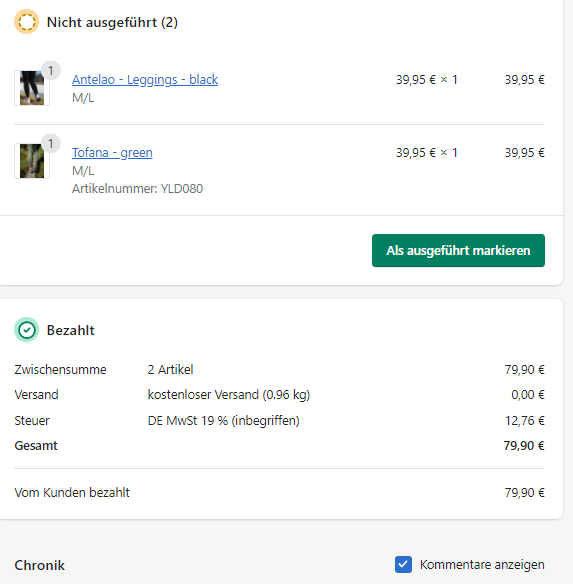 Nicht ausgeführt (2)
1
Antelao - Leggings - black 39,95 € × 1 39,95 €
M/L
1
Tofana - green 39,95 € × 1 39,95 €
M/L
Artikelnummer: YLD080
Als ausgeführt markieren
Bezahlt
Zwischensumme 2 Artikel 79,90 €
Versand kostenloser Versand (0.96 kg) 0,00 €
Steuer DE MwSt 19 % (inbegriffen) 12,76 €
Gesamt 79,90 €
Vom Kunden bezahlt 79,90 €
Chronik Kommentare anzeigen